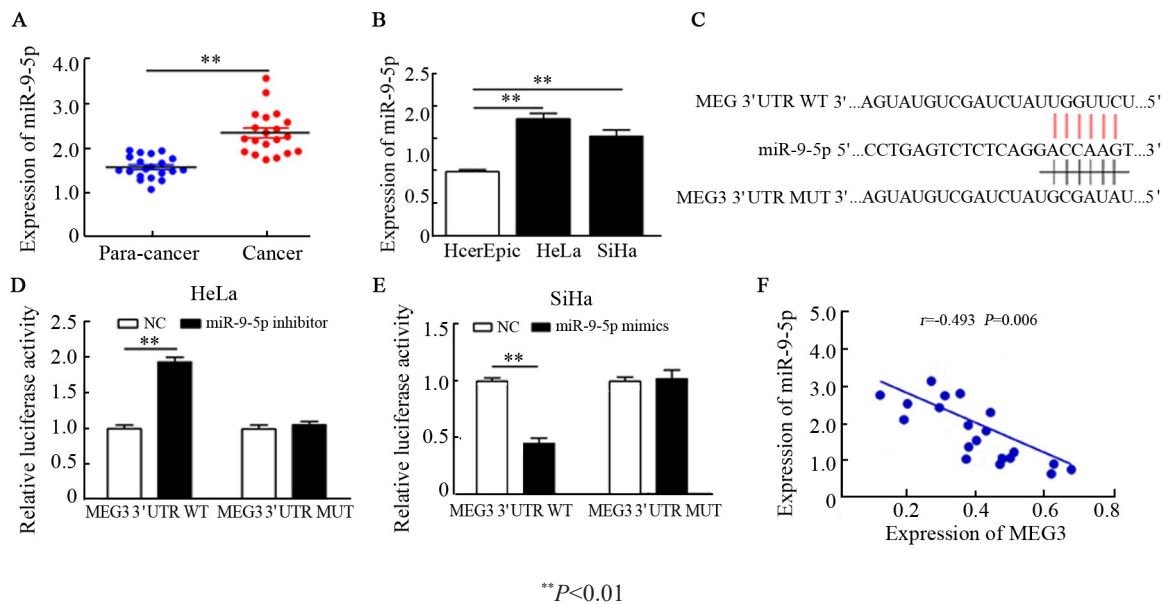 A
**
Expression of miR-9-5p
4.0
3.0
2.0
1.0
0
Para-cancer
Cancer
B
**
**
Expression of miR-9-5p
2.5
2.0
1.5
1.0
0.5
0
HcerEpic
HeLa
SiHa
C
MEG 3'UTR WT 3'...AGUAUGUCGAUCUAUUGGUUCU...5'
miR-9-5p 5'...CCTGAGTCTCTCAGGACCAAGT...3'
MEG3 3'UTR MUT 3'...AGUAUGUCGAUCUAUGCGAUAU...5'
D
HeLa
NC
miR-9-5p inhibitor
**
Relative luciferase activity
2.5
2.0
1.5
1.0
0.5
0
MEG3 3'UTR WT
MEG3 3'UTR MUT
E
SiHa
NC
miR-9-5p mimics
**
Relative luciferase activity
1.5
1.0
0.5
0
MEG3 3'UTR WT
MEG3 3'UTR MUT
F
r=-0.493 P=0.006
Expression of miR-9-5p
5.0
4.0
3.0
2.0
1.0
0
0.2
0.4
0.6
0.8
Expression of MEG3
**P<0.01